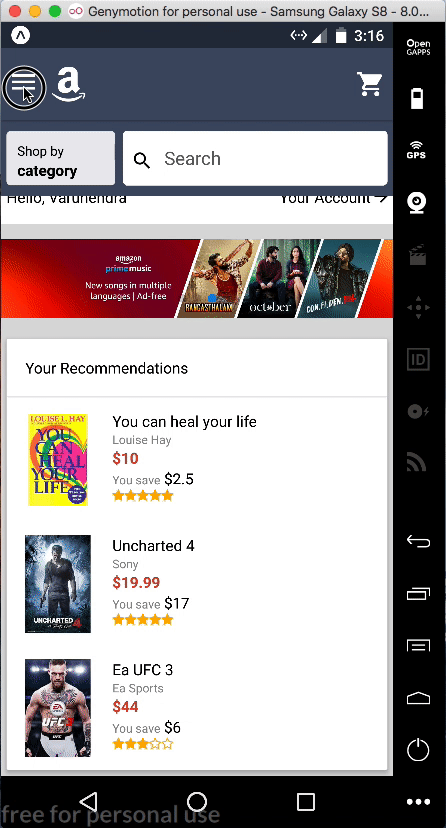 Genymotion for personal use - Samsung Galaxy S8 - 8.0...
3:16
Open
GAPPS
a
Shop by
category
Search
GPS
Hello, Varunendra
Your Account
amazon
prime music
New songs in multiple
languages | Ad-free
RANGASTHALAM
october
CON.FI.DEN.
ID
Your Recommendations
LOUISE L. HAY
YOU
CAN
HEAL
YOUR
LIFE
You can heal your life
Louise Hay
$10
You save $2.5
UNCHARTED 4
Uncharted 4
Sony
$19.99
You save $17
UFC 3
Ea UFC 3
Ea Sports
$44
You save $6
free for personal use